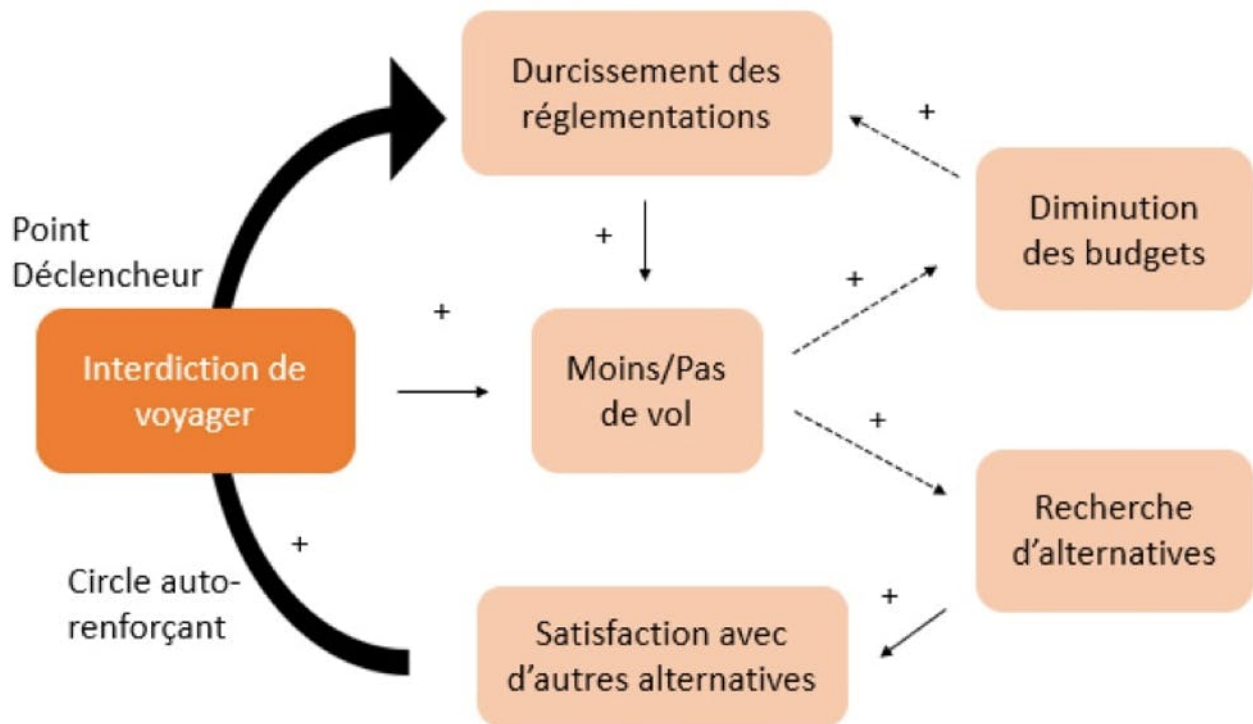 Durcissement des
réglementations
+
Diminution
des budgets
Point
Déclencheur
+
+
+
Interdiction de
voyager
Moins/Pas
de vol
+
Recherche
d'alternatives
+
Circle auto-
renforçant
+
Satisfaction avec
d'autres alternatives